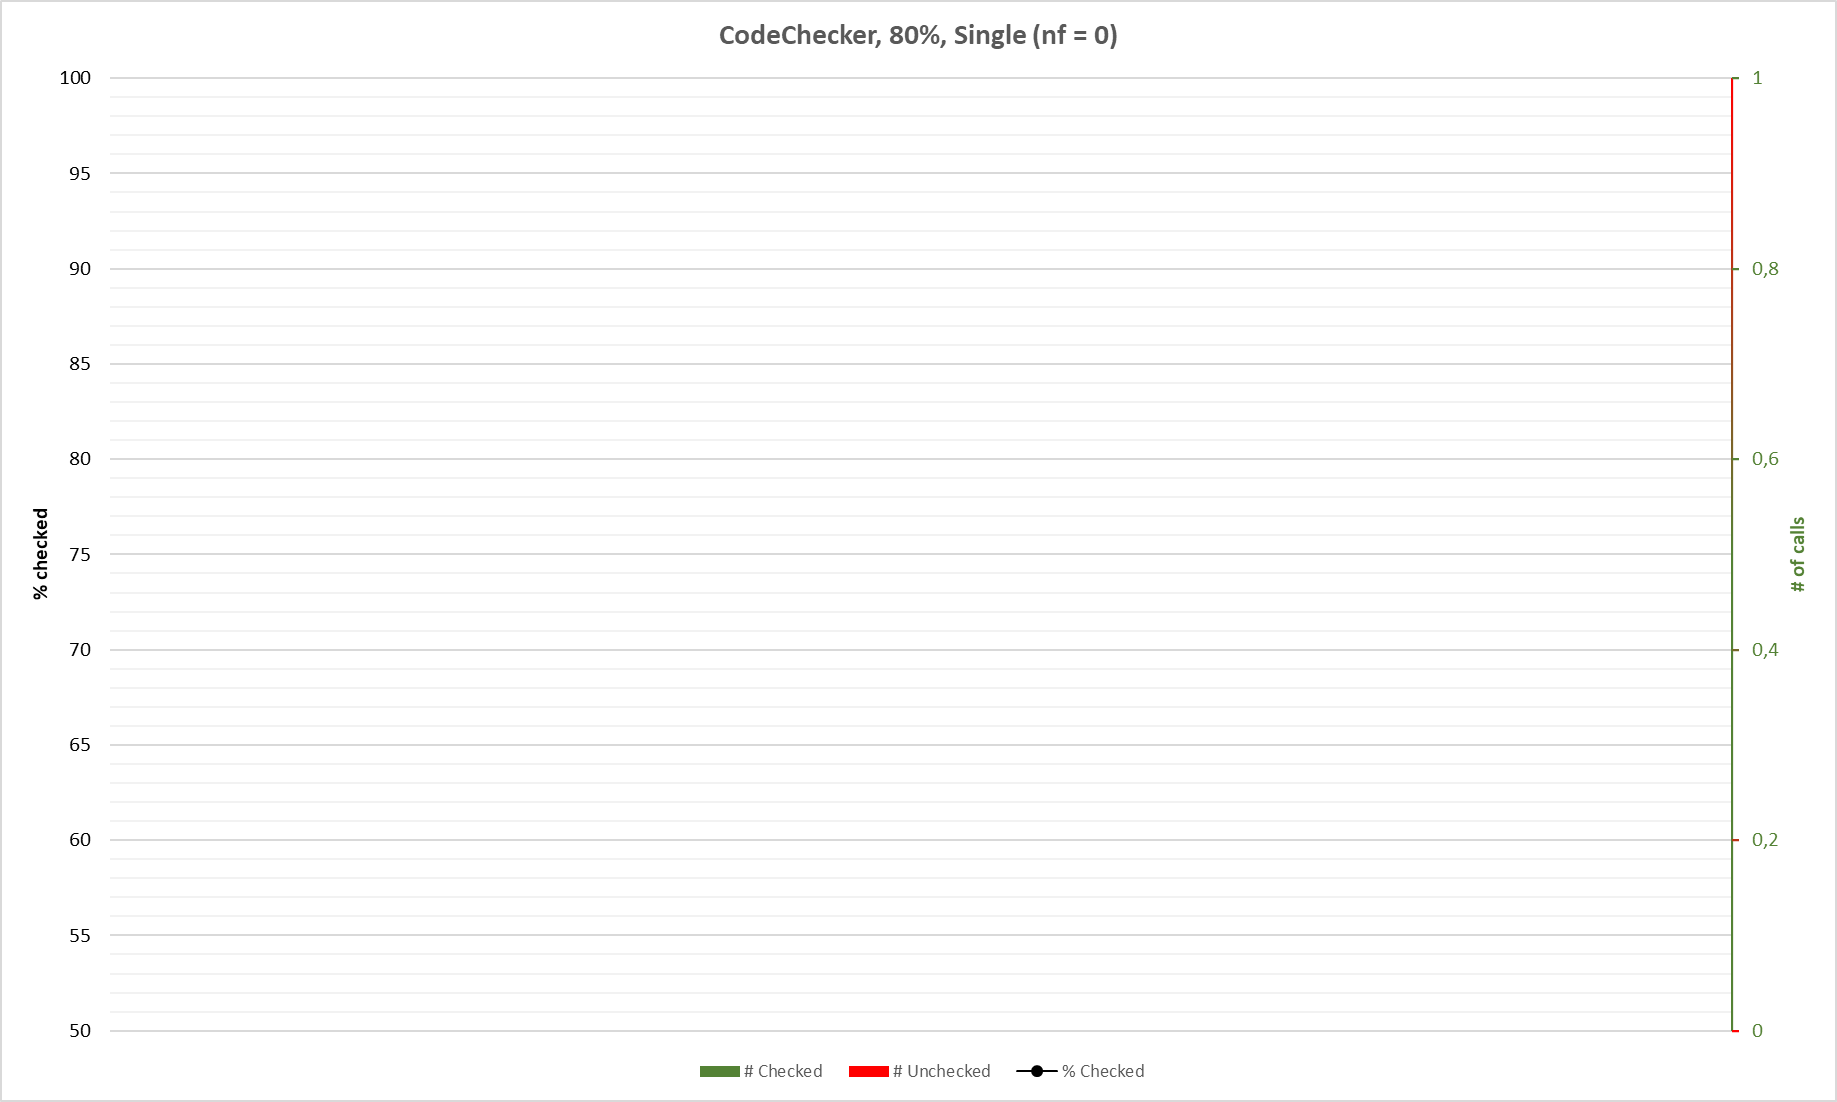 CodeChecker, 80%, Single (nf = 0)
% checked
100
95
90
85
80
75
70
65
60
55
50
1
0,8
0,6
0,4
0,2
0
# of calls
# Checked
# Unchecked
% Checked